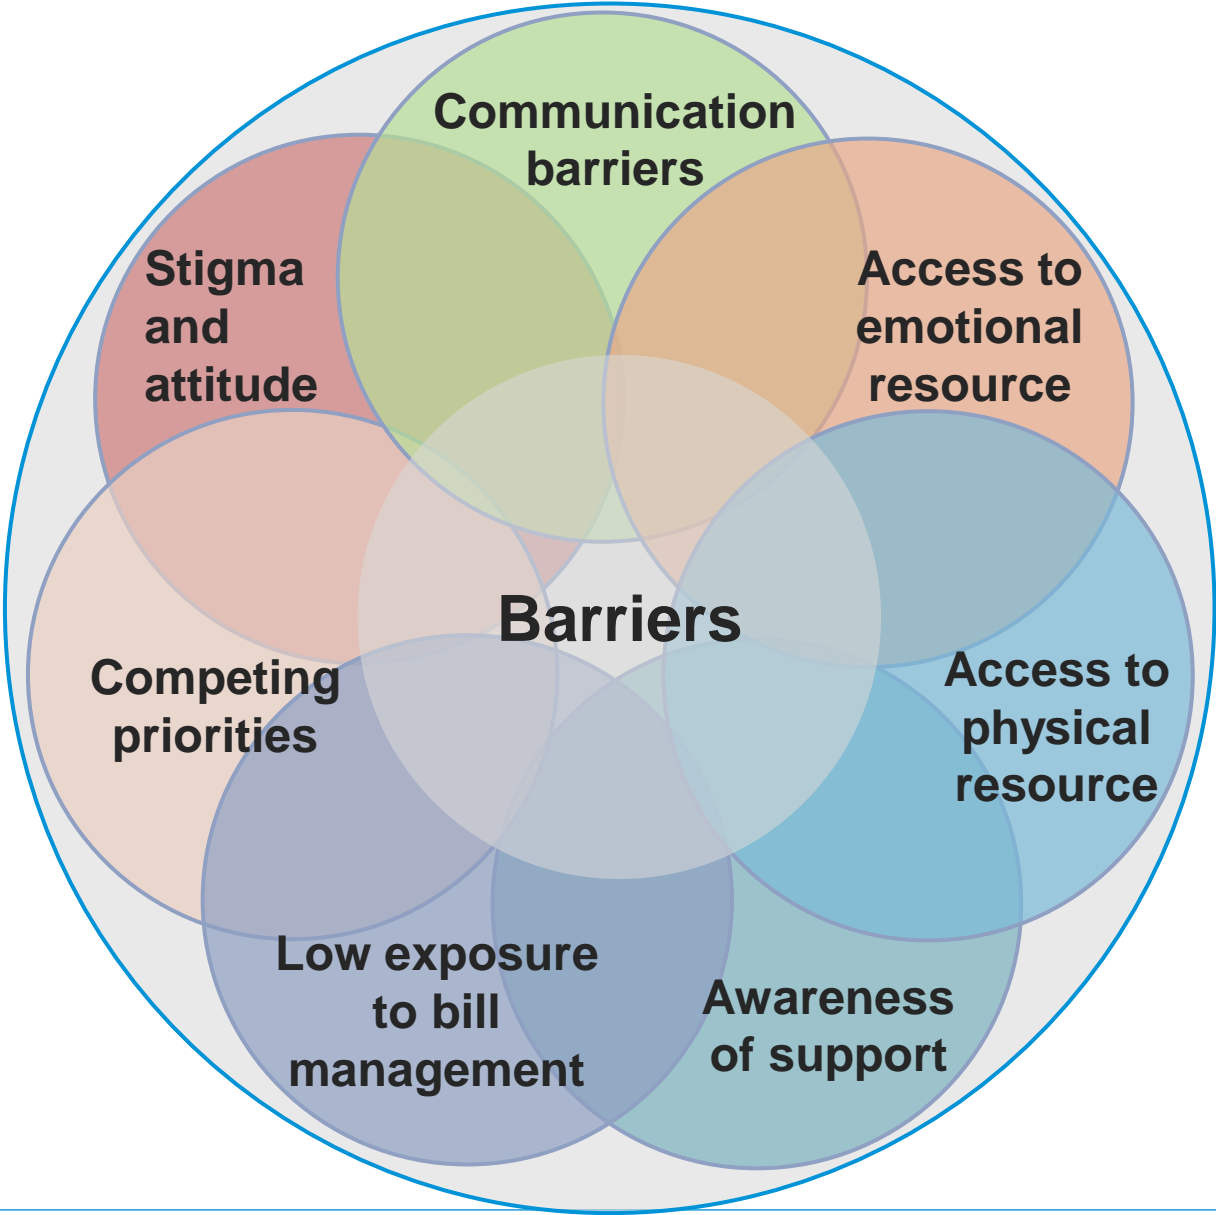 Communication
barriers
Stigma
and
attitude
Access to
emotional
resource
Barriers
Competing
priorities
Access to
physical
resource
Low exposure
to bill
management
Awareness
of support